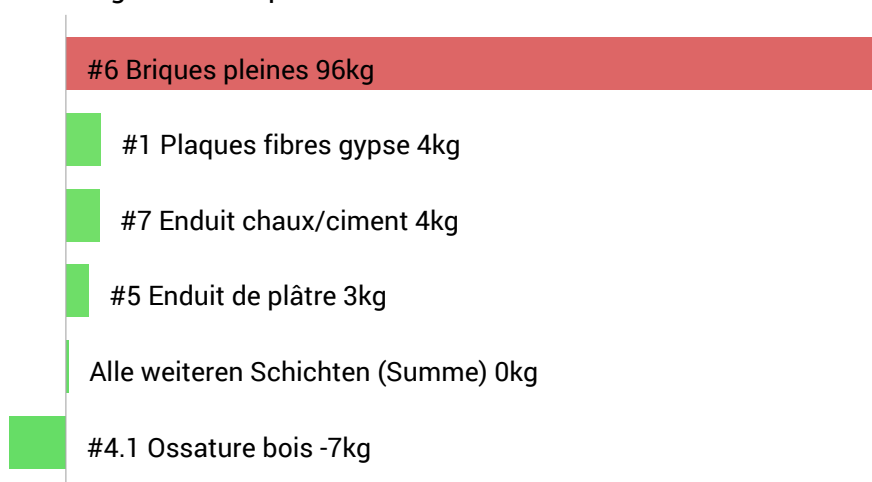 #6 Briques pleines 96kg
#1 Plaques fibres gypse 4kg
#7 Enduit chaux/ciment 4kg
#5 Enduit de plâtre 3kg
Alle weiteren Schichten (Summe) 0kg
#4.1 Ossature bois -7kg